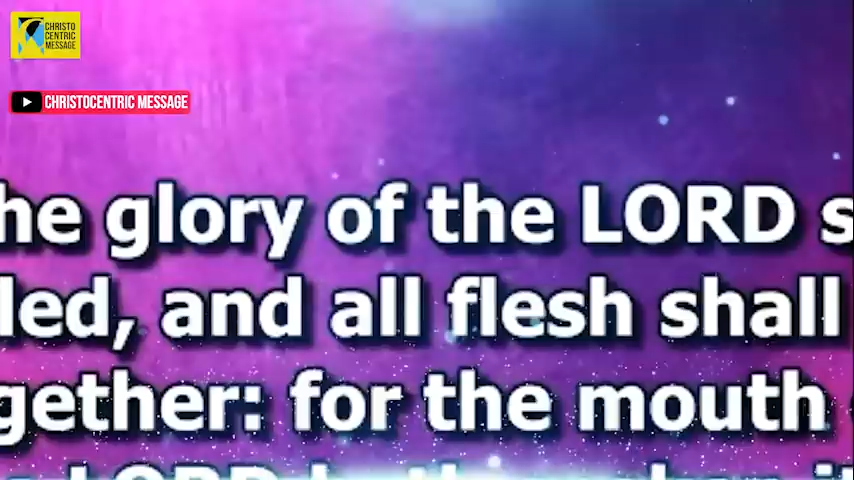 CHRISTO
CENTRIC
MESSAGE
CHRISTOCENTRIC MESSAGE
he glory of the LORD s
led, and all flesh shall
gether: for the mouth
LORD